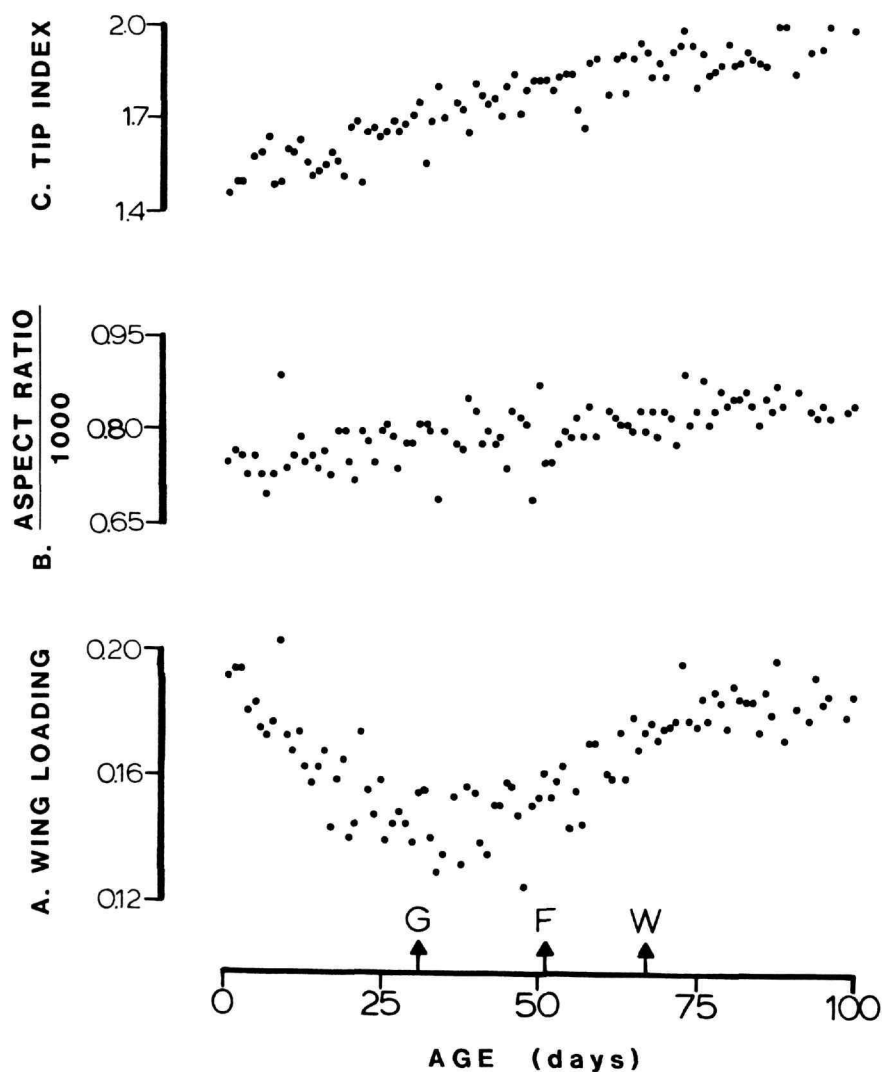 C. TIP INDEX
2.0
1.7
1.4
B. ASPECT RATIO
1000
0.95
0.80
0.65
A. WING LOADING
0.20
0.16
0.12
G F W
0 25 50 75 100
AGE (days)